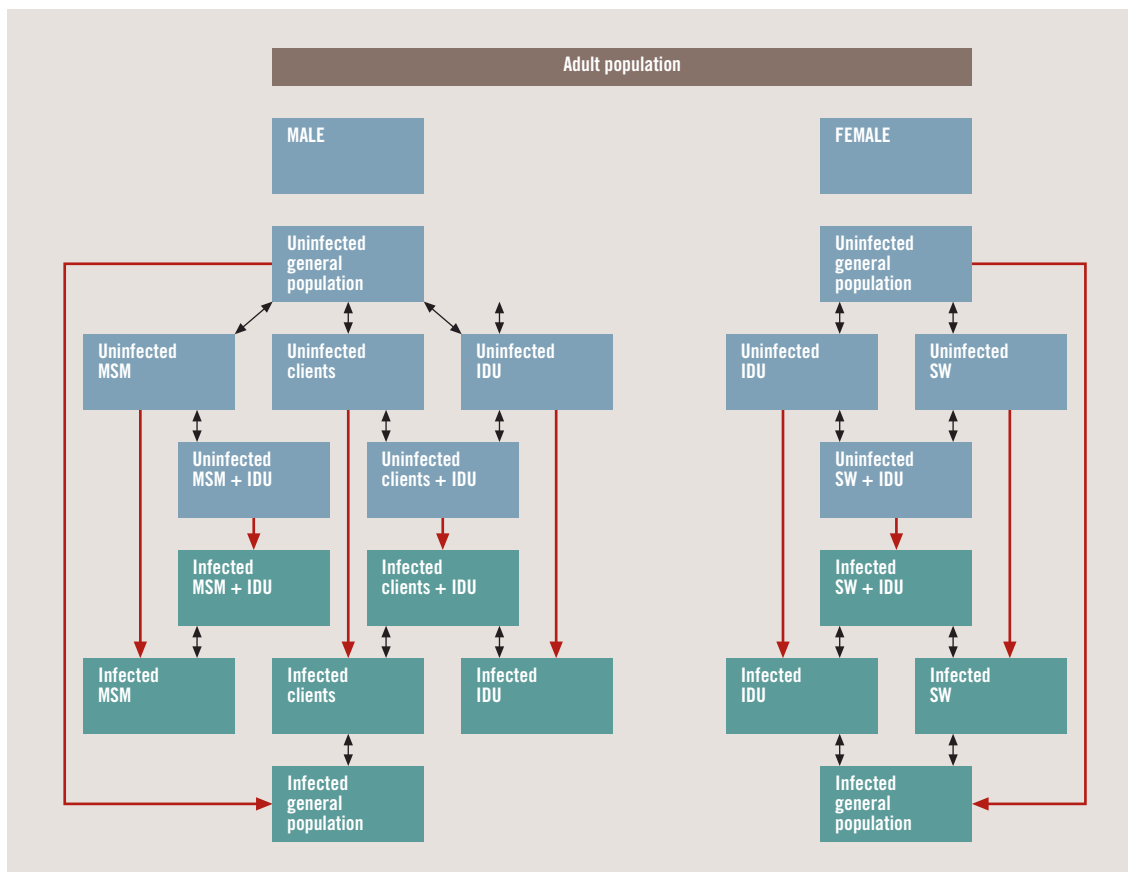 Adult population
MALE
FEMALE
Uninfected
general
population
Uninfected
general
population
Uninfected
MSM
Uninfected
clients
Uninfected
IDU
Uninfected
IDU
Uninfected
SW
Uninfected
MSM + IDU
Uninfected
clients + IDU
Uninfected
SW + IDU
Infected
MSM + IDU
Infected
clients + IDU
Infected
SW + IDU
Infected
MSM
Infected
clients
Infected
IDU
Infected
IDU
Infected
SW
Infected
general
population
Infected
general
population